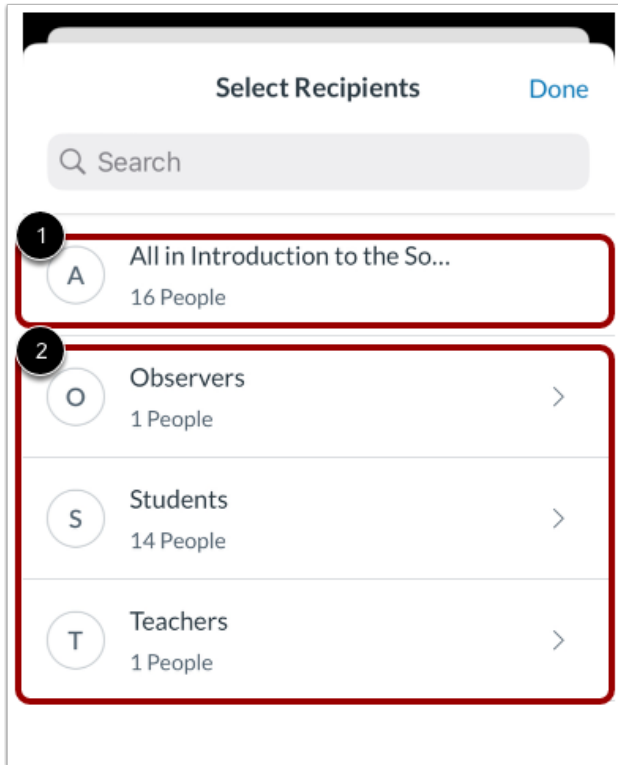 Select Recipients Done
Search
1
A All in Introduction to the So...
16 People
2
O Observers
1 People
S Students
14 People
T Teachers
1 People